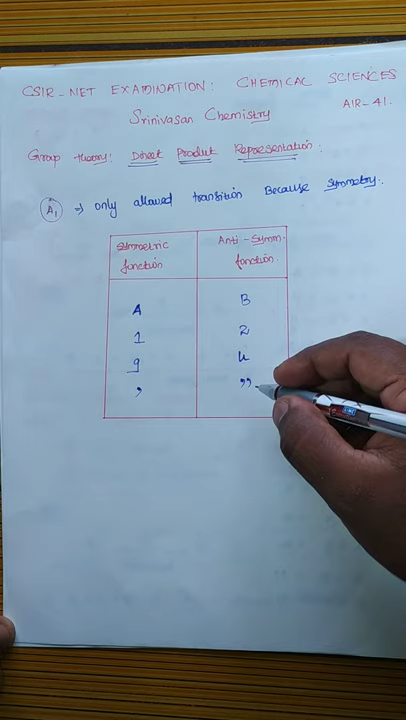 CSIR-NET EXAMINATION: CHEMICAL SCIENCES
Srinivasan Chemistry AIR-41.
Group theory: Direct Product Representation:
A1 ⇒ only allowed transition Because symmetry.
Symmetric function
Anti-Symm. function.
A B
1 2
g u
' ''